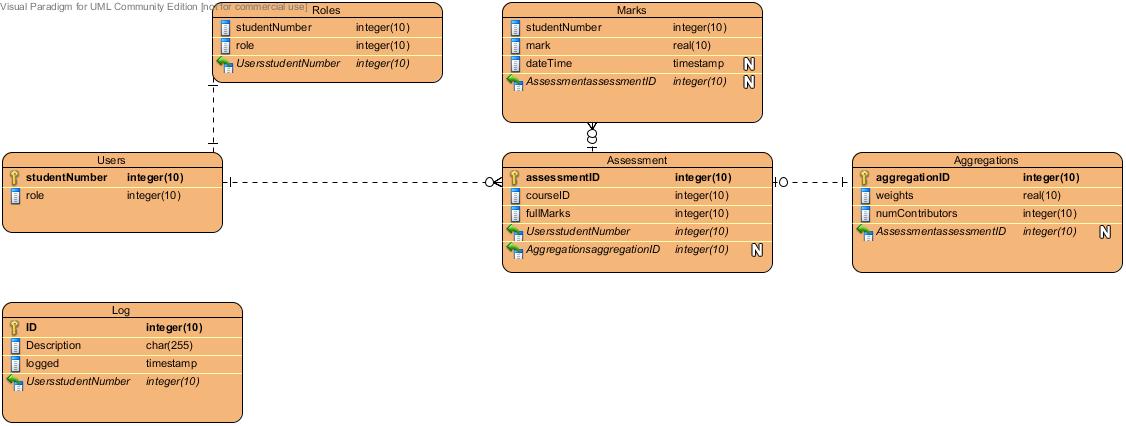 Visual Paradigm for UML Community Edition [not for commercial use]
Roles
studentNumber integer(10)
role integer(10)
UsersstudentNumber integer(10)
Marks
studentNumber integer(10)
mark real(10)
dateTime timestamp N
AssessmentassessmentID integer(10) N
Users
studentNumber integer(10)
role integer(10)
Assessment
assessmentID integer(10)
courseID integer(10)
fullMarks integer(10)
UsersstudentNumber integer(10)
AggregationsaggregationID integer(10) N
Aggregations
aggregationID integer(10)
weights real(10)
numContributors integer(10)
AssessmentassessmentID integer(10) N
Log
ID integer(10)
Description char(255)
logged timestamp
UsersstudentNumber integer(10)